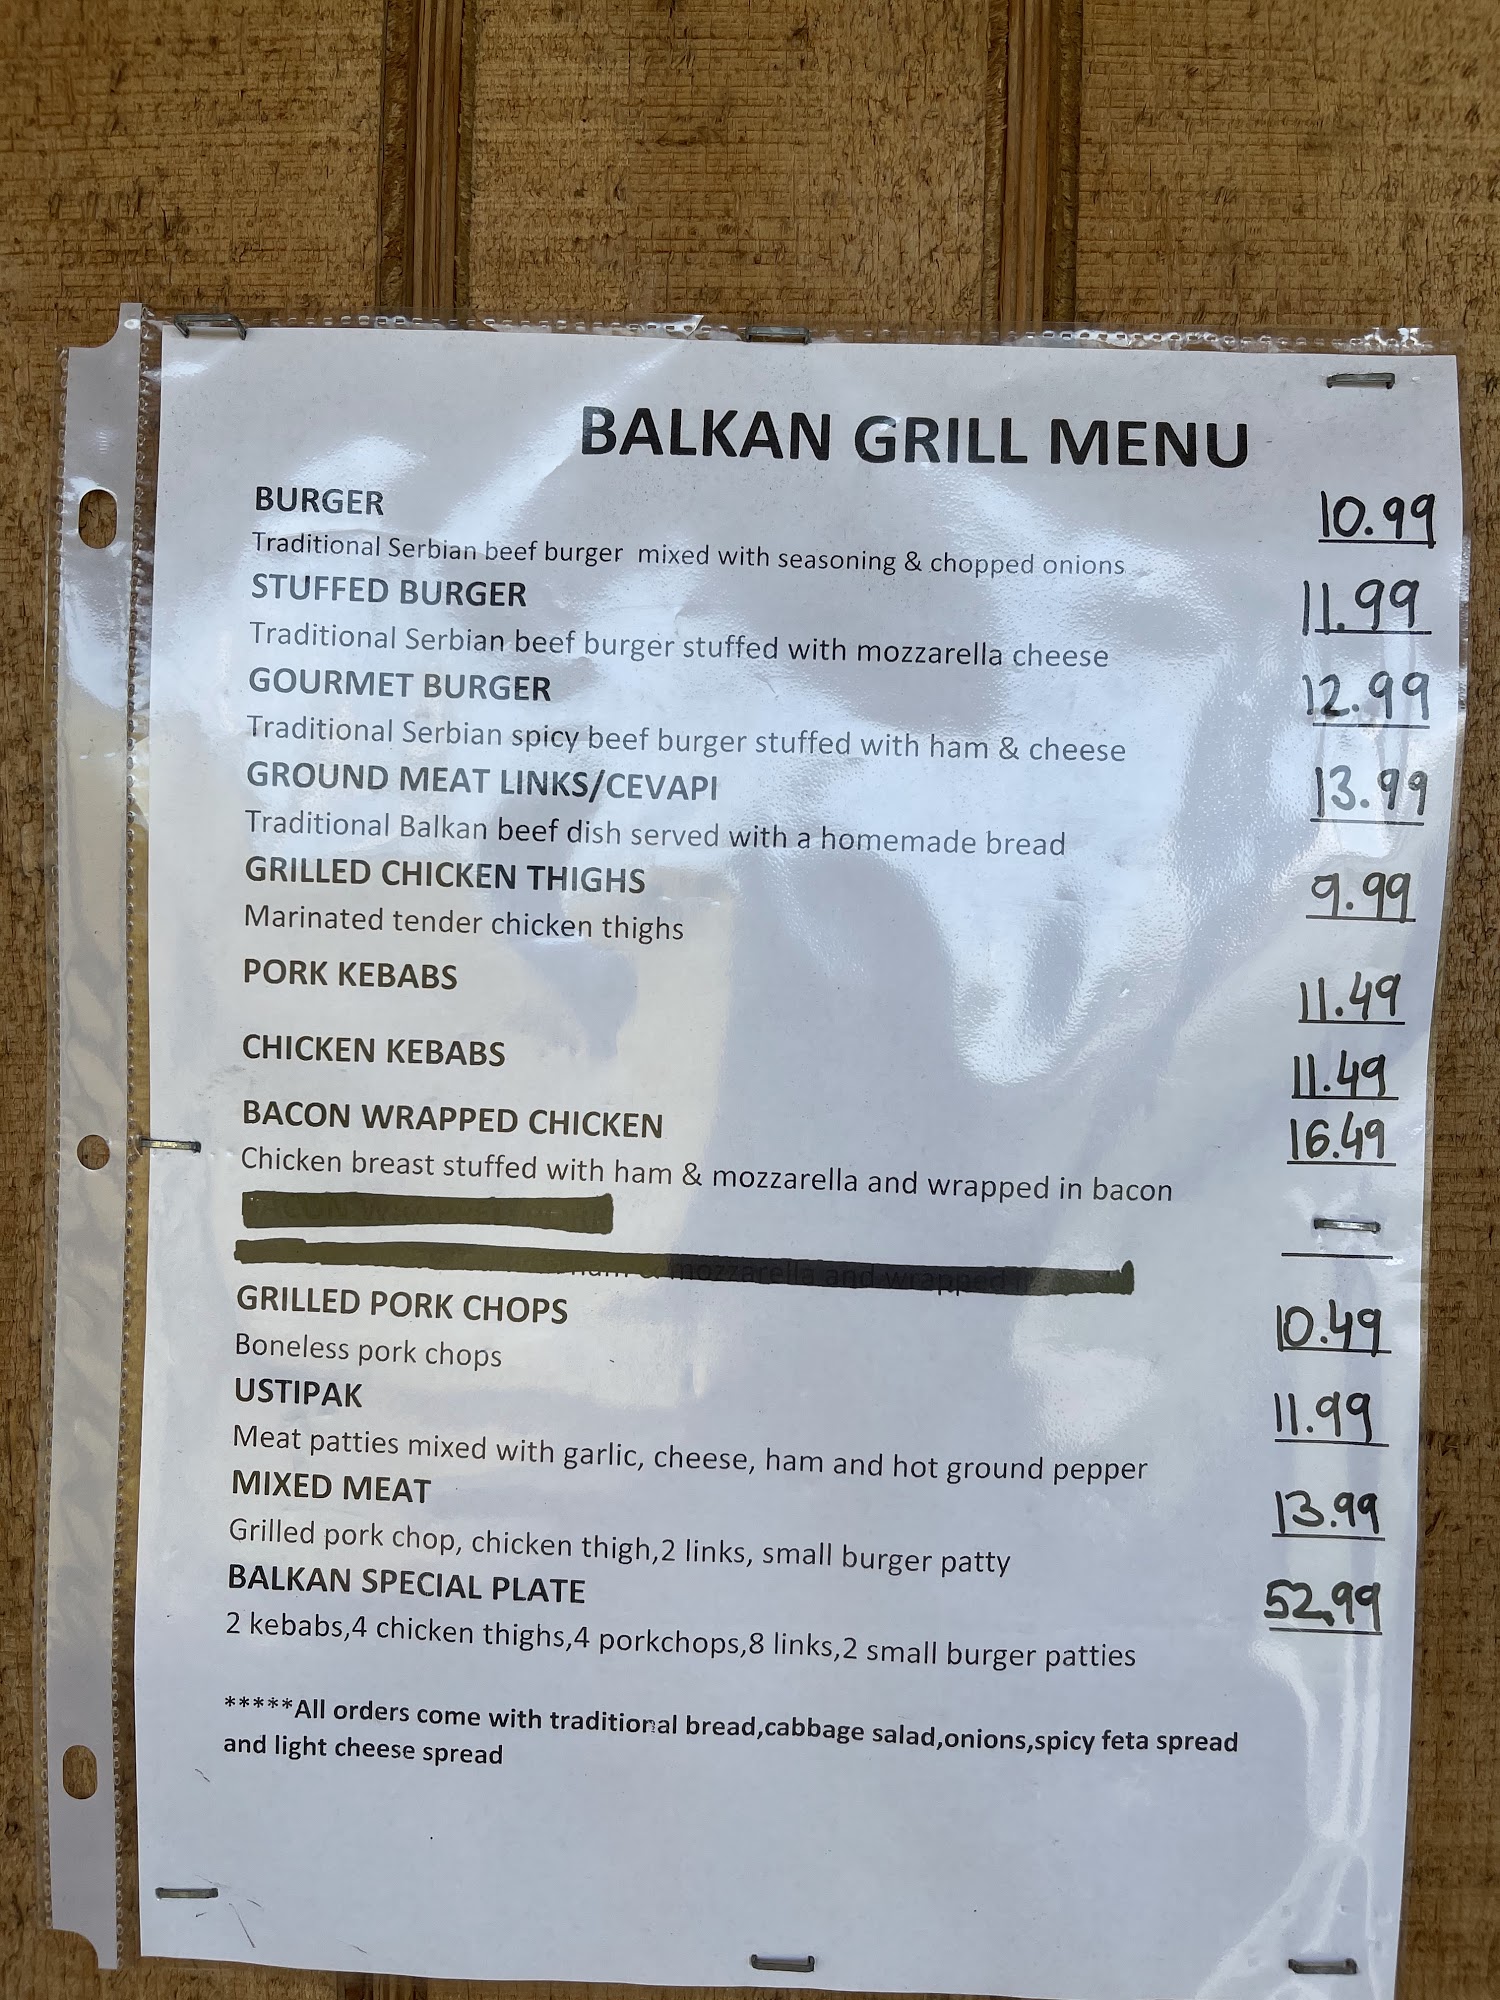 BALKAN GRILL MENU
BURGER 10.99
Traditional Serbian beef burger mixed with seasoning & chopped onions
STUFFED BURGER 11.99
Traditional Serbian beef burger stuffed with mozzarella cheese
GOURMET BURGER 12.99
Traditional Serbian spicy beef burger stuffed with ham & cheese
GROUND MEAT LINKS/CEVAPI 13.99
Traditional Balkan beef dish served with a homemade bread
GRILLED CHICKEN THIGHS 9.99
Marinated tender chicken thighs
PORK KEBABS 11.49
CHICKEN KEBABS 11.49
BACON WRAPPED CHICKEN 16.49
Chicken breast stuffed with ham & mozzarella and wrapped in bacon
BACON
mozzarella and wrapped
GRILLED PORK CHOPS 10.49
Boneless pork chops
USTIPAK 11.99
Meat patties mixed with garlic, cheese, ham and hot ground pepper
MIXED MEAT 13.99
Grilled pork chop, chicken thigh,2 links, small burger patty
BALKAN SPECIAL PLATE 52.99
2 kebabs,4 chicken thighs,4 porkchops,8 links,2 small burger patties
*****All orders come with traditional bread,cabbage salad,onions,spicy feta spread
and light cheese spread